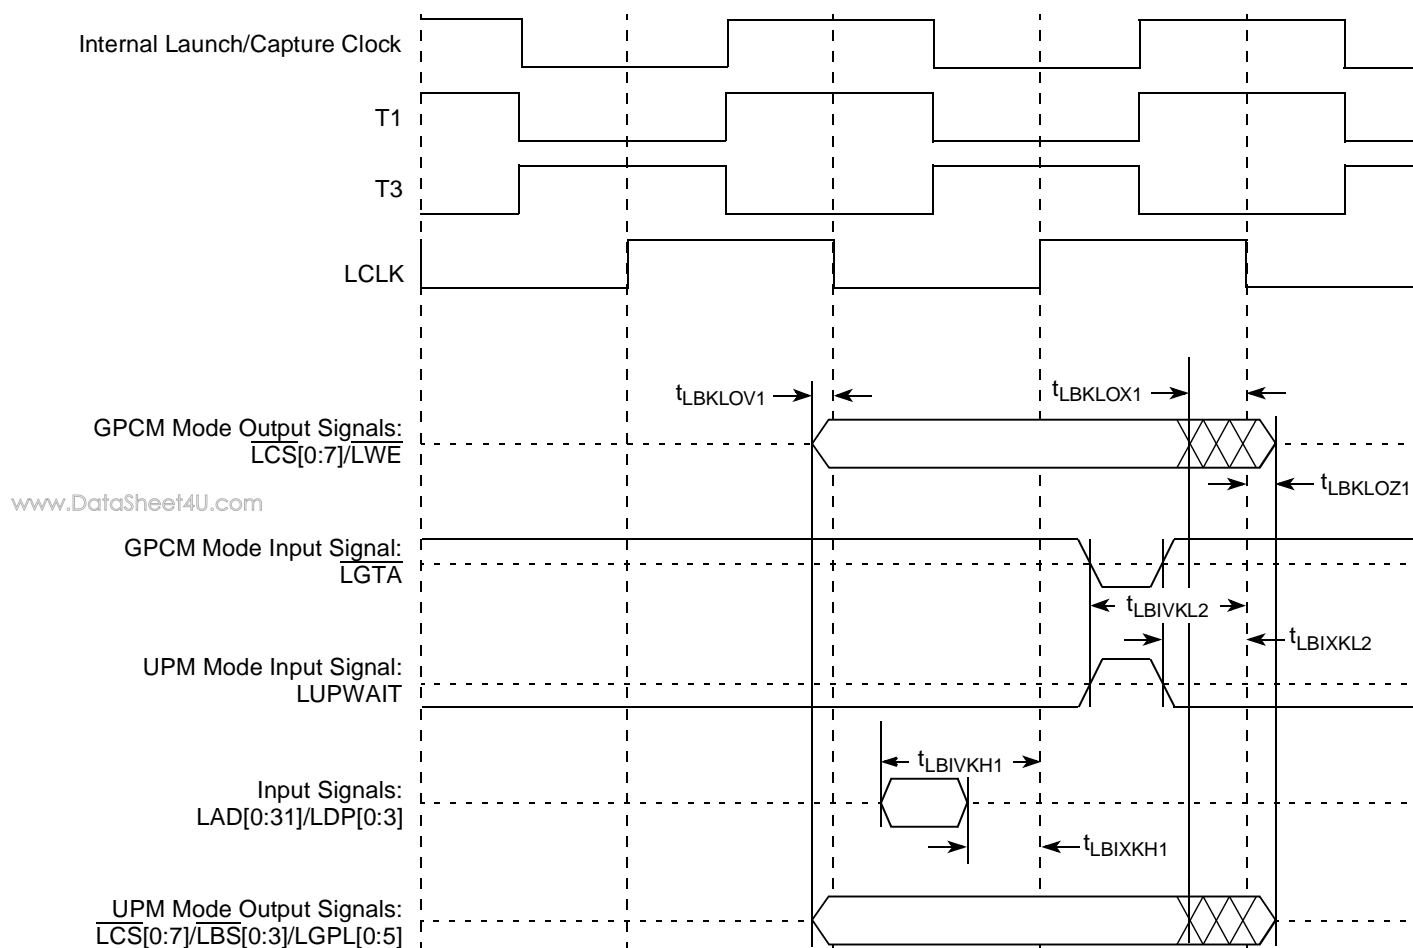 Internal Launch/Capture Clock
T1
T3
LCLK
tLBKLOV1
tLBKLOX1
GPCM Mode Output Signals:
LCS[0:7]/LWE
tLBKLOZ1
www.DataSheet4U.com
GPCM Mode Input Signal:
LGTA
tLBIVKL2
tLBIXKL2
UPM Mode Input Signal:
LUPWAIT
tLBIVKH1
Input Signals:
LAD[0:31]/LDP[0:3]
tLBIXKH1
UPM Mode Output Signals:
LCS[0:7]/LBS[0:3]/LGPL[0:5]